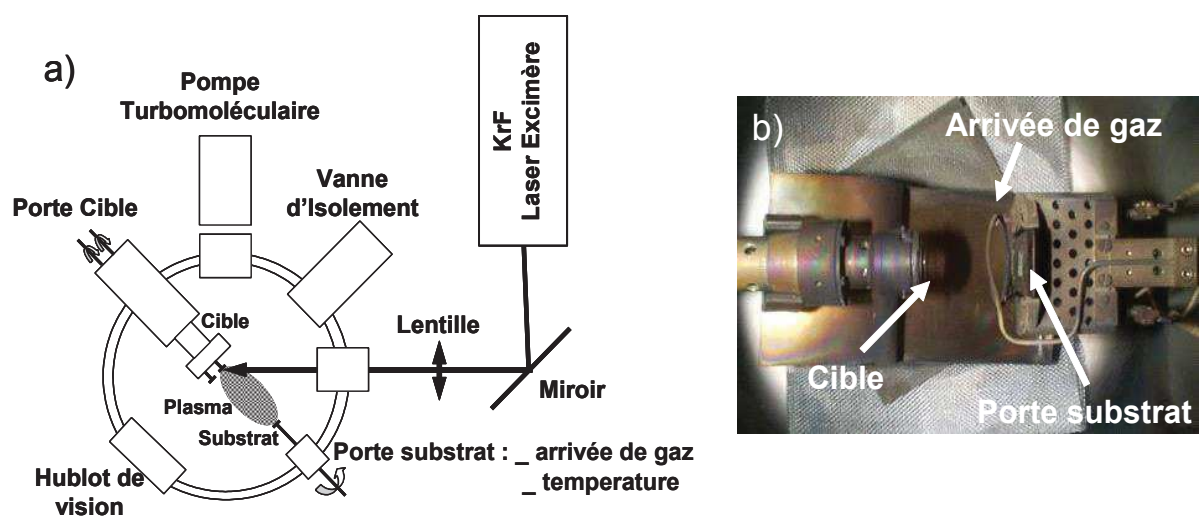 a)
Pompe
Turbomoléculaire
KrF
Laser Excimère
Vanne
d'Isolement
Porte Cible
Cible
Lentille
Miroir
Plasma
Substrat
Porte substrat : _ arrivée de gaz
_ temperature
Hublot de
vision
b)
Arrivée de gaz
Cible
Porte substrat